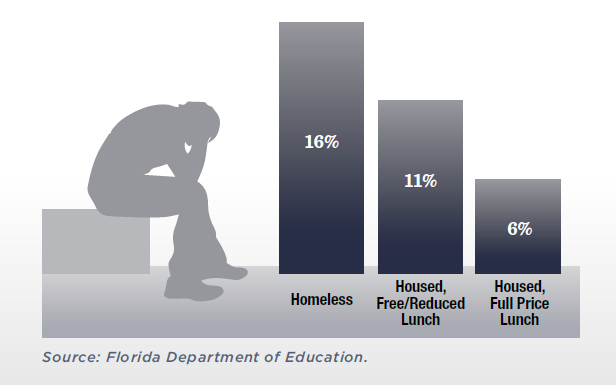 16%
11%
6%
Homeless
Housed,
Free/Reduced
Lunch
Housed,
Full Price
Lunch
Source: Florida Department of Education.